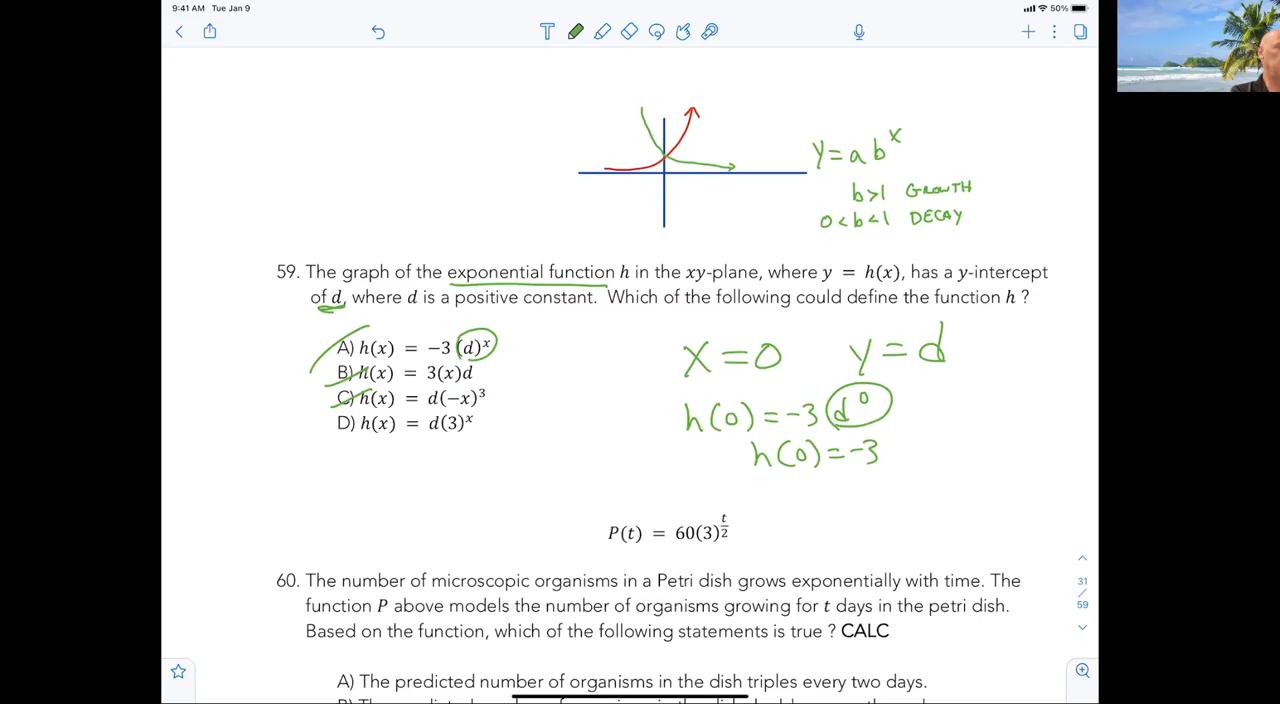 9:41 AM Tue Jan 9
50%
y = ab^x
b>1 GROWTH
0<b<1 DECAY
59. The graph of the exponential function h in the xy-plane, where y = h(x), has a y-intercept
of d, where d is a positive constant. Which of the following could define the function h ?
A) h(x) = −3(d)^x
B) h(x) = 3(x)d
C) h(x) = d(−x)^3
D) h(x) = d(3)^x
x=0 y=d
h(0)=-3(d^0
h(0)=-3
P(t) = 60(3)^(t/2)
60. The number of microscopic organisms in a Petri dish grows exponentially with time. The
function P above models the number of organisms growing for t days in the petri dish.
Based on the function, which of the following statements is true ? CALC
A) The predicted number of organisms in the dish triples every two days.
31
/
59